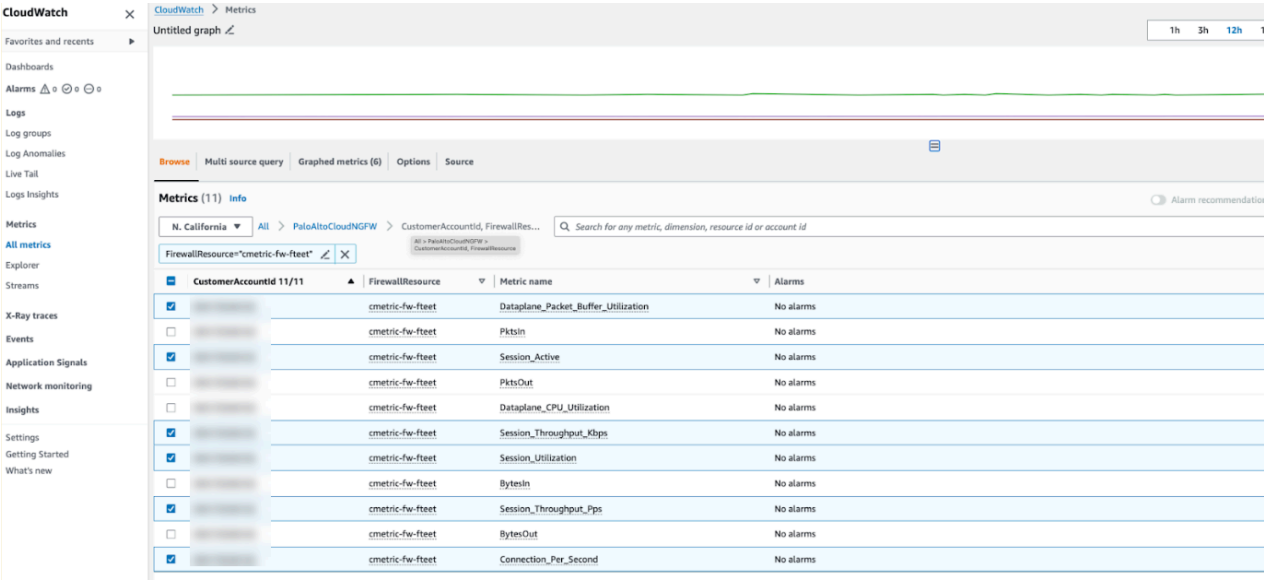 CloudWatch
CloudWatch > Metrics
Favorites and recents
Dashboards
Alarms 0 0 0
Logs
Log groups
Log Anomalies
Live Tail
Logs Insights
Metrics
All metrics
Explorer
Streams
X-Ray traces
Events
Application Signals
Network monitoring
Insights
Settings
Getting Started
What's new
Untitled graph
1h 3h 12h
Browse Multi source query Graphed metrics (6) Options Source
Metrics (11) Info
Alarm recommendation
N. California ▼ All > PaloAltoCloudNGFW > CustomerAccountId, FirewallRes...
Search for any metric, dimension, resource id or account id
All > PaloAltoCloudNGFW >
CustomerAccountId, FirewallResource
FirewallResource="cmetric-fw-fteet"
CustomerAccountId 11/11 FirewallResource Metric name Alarms
cmetric-fw-fteet Dataplane_Packet_Buffer_Utilization No alarms
cmetric-fw-fteet PktsIn No alarms
cmetric-fw-fteet Session_Active No alarms
cmetric-fw-fteet PktsOut No alarms
cmetric-fw-fteet Dataplane_CPU_Utilization No alarms
cmetric-fw-fteet Session_Throughput_Kbps No alarms
cmetric-fw-fteet Session_Utilization No alarms
cmetric-fw-fteet BytesIn No alarms
cmetric-fw-fteet Session_Throughput_Pps No alarms
cmetric-fw-fteet BytesOut No alarms
cmetric-fw-fteet Connection_Per_Second No alarms